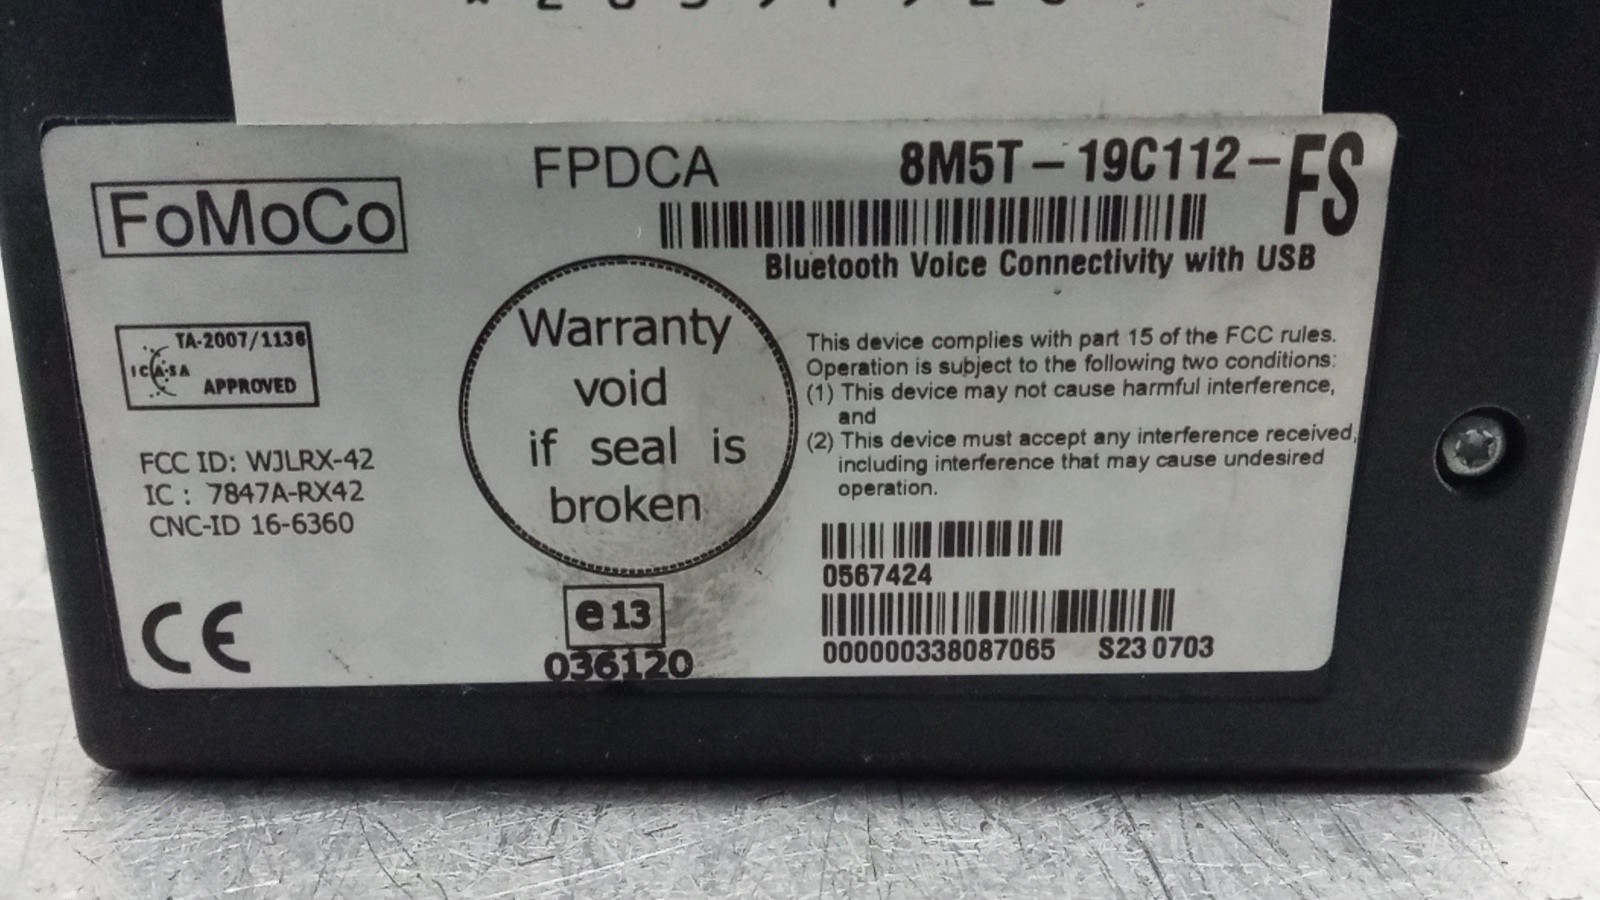 FPDCA
8M5T-19C112-FS
FoMoCo
Bluetooth Voice Connectivity with USB
TA-2007/1136
ICASA
APPROVED
Warranty
void
if seal is
broken
This device complies with part 15 of the FCC rules.
Operation is subject to the following two conditions:
(1) This device may not cause harmful interference,
and
(2) This device must accept any interference received,
including interference that may cause undesired
operation.
FCC ID: WJLRX-42
IC : 7847A-RX42
CNC-ID 16-6360
0567424
CE
e13
036120
000000338087065 S23 0703